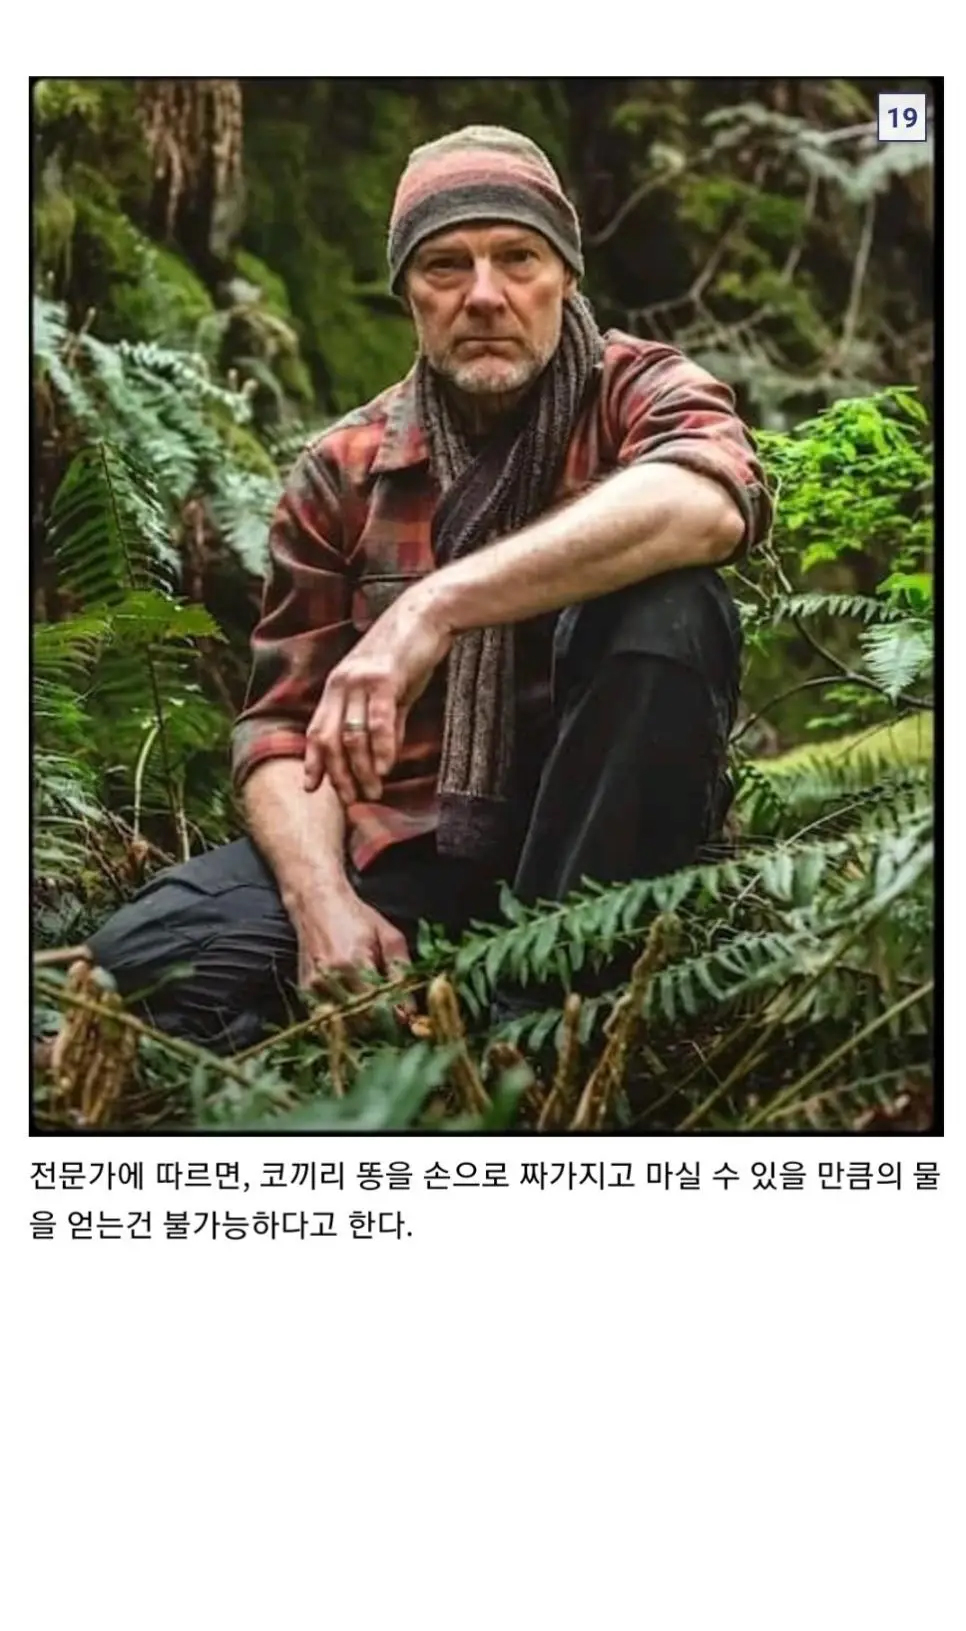 19
전문가에 따르면, 코끼리 똥을 손으로 짜가지고 마실 수 있을 만큼의 물
을 얻는건 불가능하다고 한다.